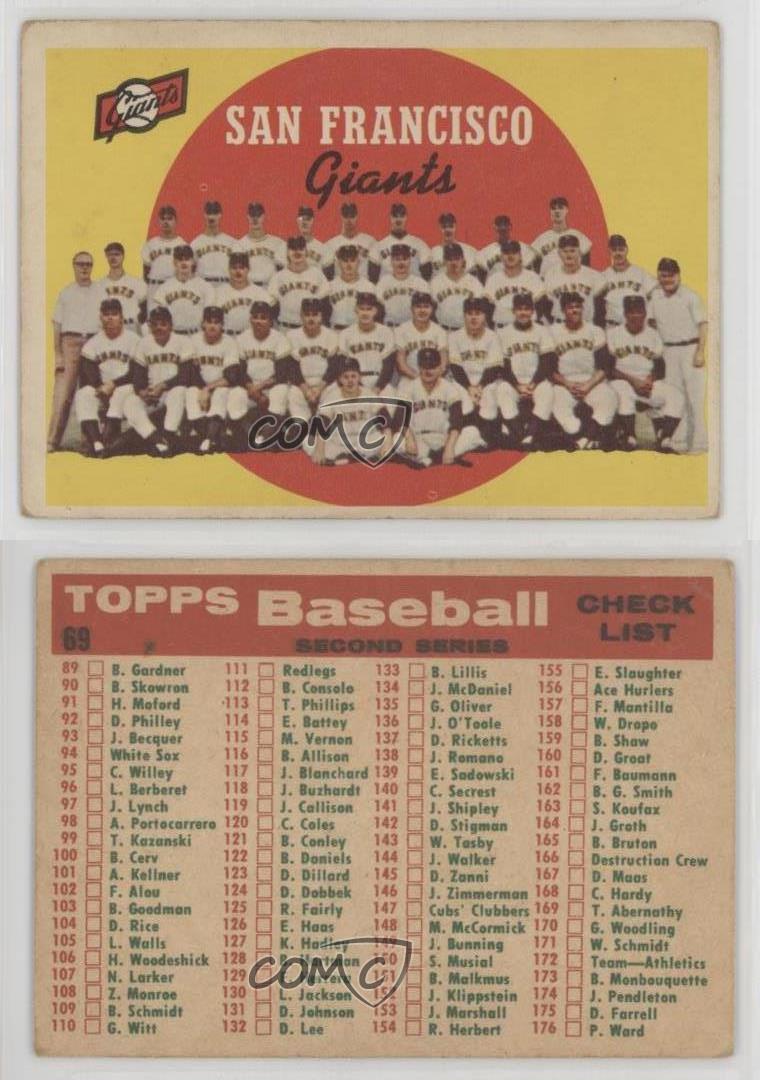 Giants
SAN FRANCISCO
Giants
COMC
TOPPS Baseball CHECK LIST
69
SECOND SERIES
89 B. Gardner
90 B. Skowron
91 H. Moford
92 D. Philley
93 J. Becquer
94 White Sox
95 C. Willey
96 L. Berberet
97 J. Lynch
98 A. Portocarrero
99 T. Kazanski
100 B. Cerv
101 A. Kellner
102 F. Alou
103 B. Goodman
104 D. Rice
105 L. Walls
106 H. Woodeshick
107 N. Larker
108 Z. Monroe
109 B. Schmidt
110 G. Witt
111 Redlegs
112 B. Consolo
113 T. Phillips
114 E. Battey
115 M. Vernon
116 B. Allison
117 J. Blanchard
118 J. Buzhardt
119 J. Callison
120 C. Coles
121 B. Conley
122 B. Daniels
123 D. Dillard
124 D. Dobbek
125 R. Fairly
126 E. Haas
127 K. Hadley
128 B. Hartman
129
130 L. Jackson
131 D. Johnson
132 D. Lee
133 B. Lillis
134 J. McDaniel
135 G. Oliver
136 J. O'Toole
137 D. Ricketts
138 J. Romano
139 E. Sadowski
140 C. Secrest
141 J. Shipley
142 D. Stigman
143 W. Tasby
144 J. Walker
145 D. Zanni
146 J. Zimmerman
147 Cubs' Clubbers
148 M. McCormick
149 J. Bunning
150 S. Musial
151 B. Malkmus
152 J. Klippstein
153 J. Marshall
154 R. Herbert
155 E. Slaughter
156 Ace Hurlers
157 F. Mantilla
158 W. Dropo
159 B. Shaw
160 D. Groat
161 F. Baumann
162 B. G. Smith
163 S. Koufax
164 J. Groth
165 B. Bruton
166 Destruction Crew
167 D. Maas
168 C. Hardy
169 T. Abernathy
170 G. Woodling
171 W. Schmidt
172 Team—Athletics
173 B. Monbouquette
174 J. Pendleton
175 D. Farrell
176 P. Ward
COMC